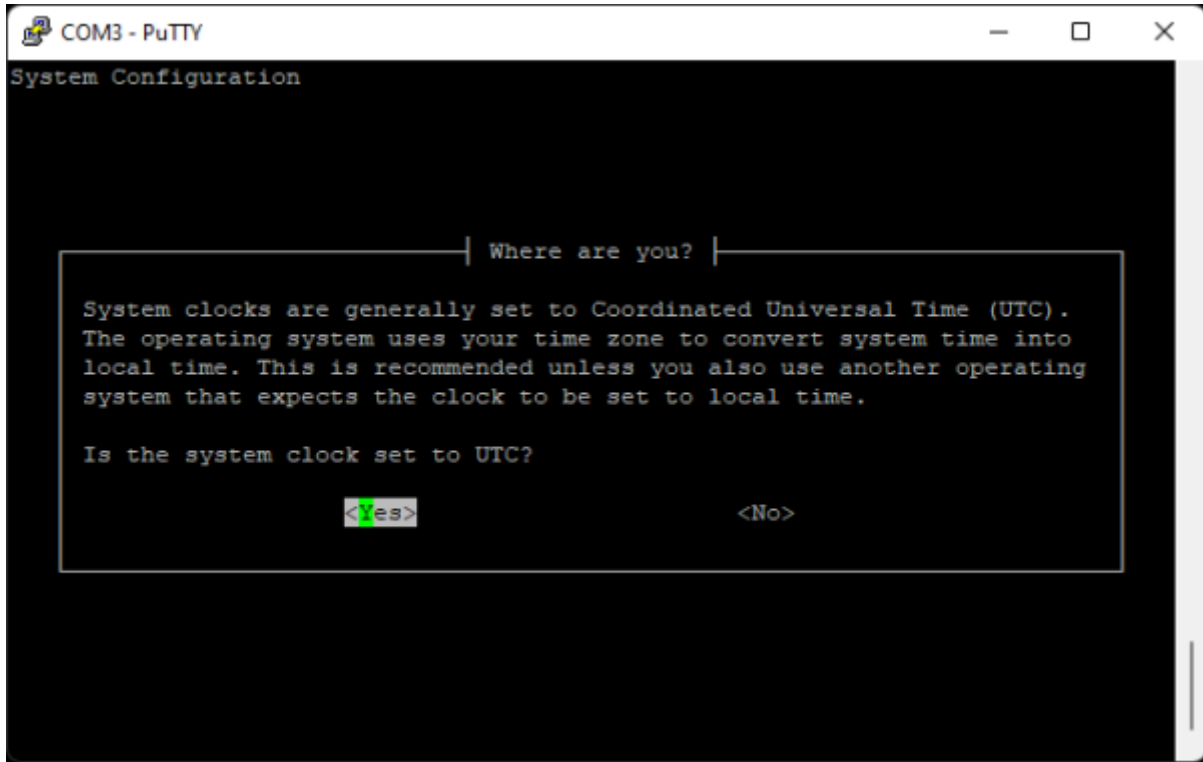 COM3 - PuTTY
System Configuration
Where are you?
System clocks are generally set to Coordinated Universal Time (UTC).
The operating system uses your time zone to convert system time into
local time. This is recommended unless you also use another operating
system that expects the clock to be set to local time.
Is the system clock set to UTC?
<Yes> <No>